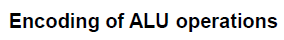 Encoding of ALU operations